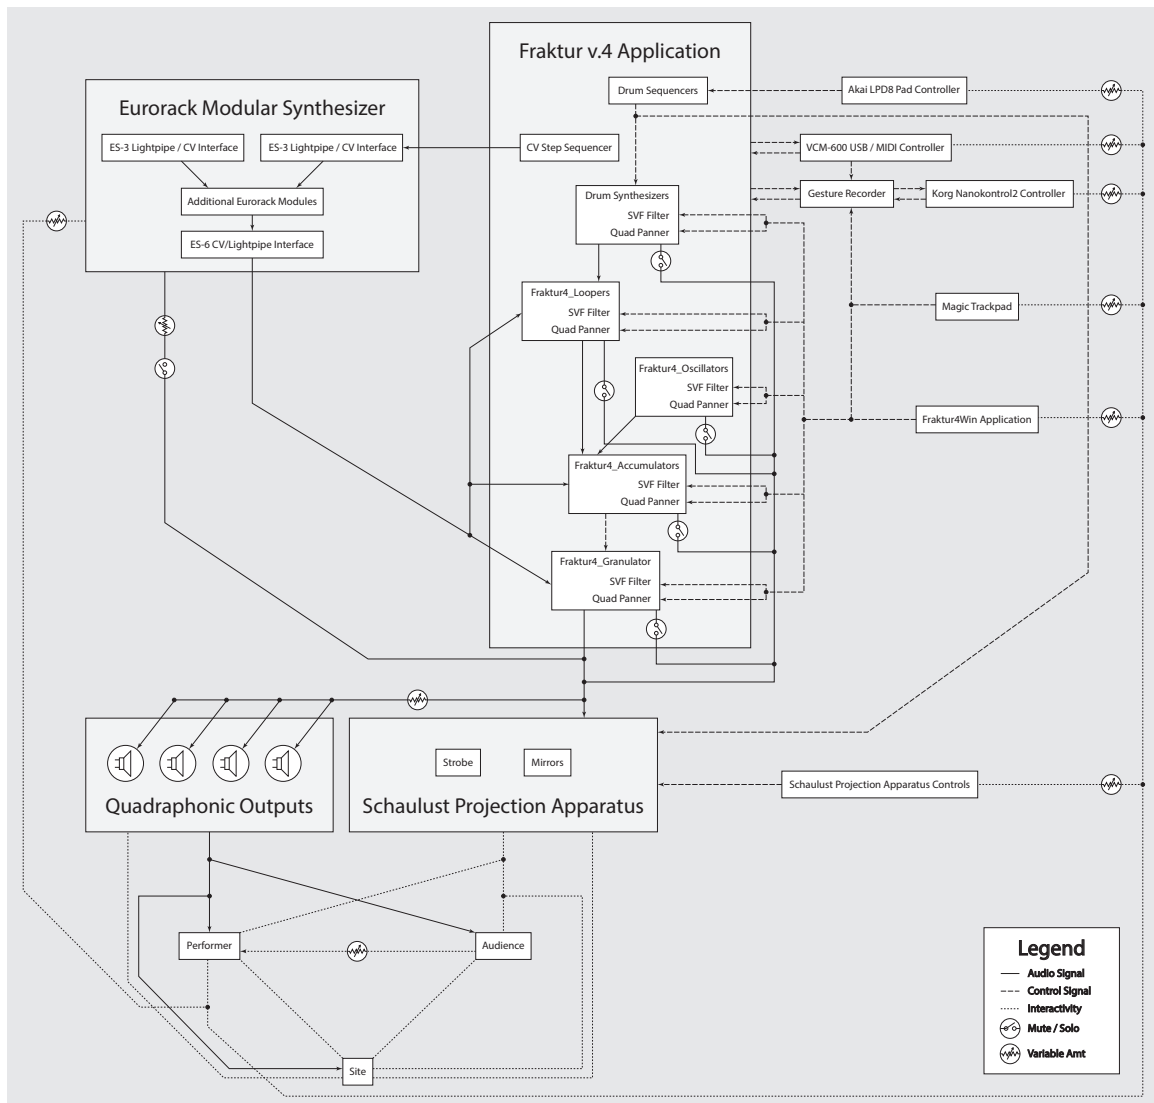 Fraktur v.4 Application
Drum Sequencers
Akai LPD8 Pad Controller
Eurorack Modular Synthesizer
ES-3 Lightpipe / CV Interface
ES-3 Lightpipe / CV Interface
CV Step Sequencer
VCM-600 USB / MIDI Controller
Additional Eurorack Modules
Drum Synthesizers
SVF Filter
Quad Panner
Gesture Recorder
Korg Nanokontrol2 Controller
ES-6 CV/Lightpipe Interface
Fraktur4_Loopers
SVF Filter
Quad Panner
Magic Trackpad
Fraktur4_Oscillators
SVF Filter
Quad Panner
Fraktur4Win Application
Fraktur4_Accumulators
SVF Filter
Quad Panner
Fraktur4_Granulator
SVF Filter
Quad Panner
Strobe
Mirrors
Quadraphonic Outputs
Schaulust Projection Apparatus
Schaulust Projection Apparatus Controls
Performer
Audience
Site
Legend
Audio Signal
Control Signal
Interactivity
Mute / Solo
Variable Amt